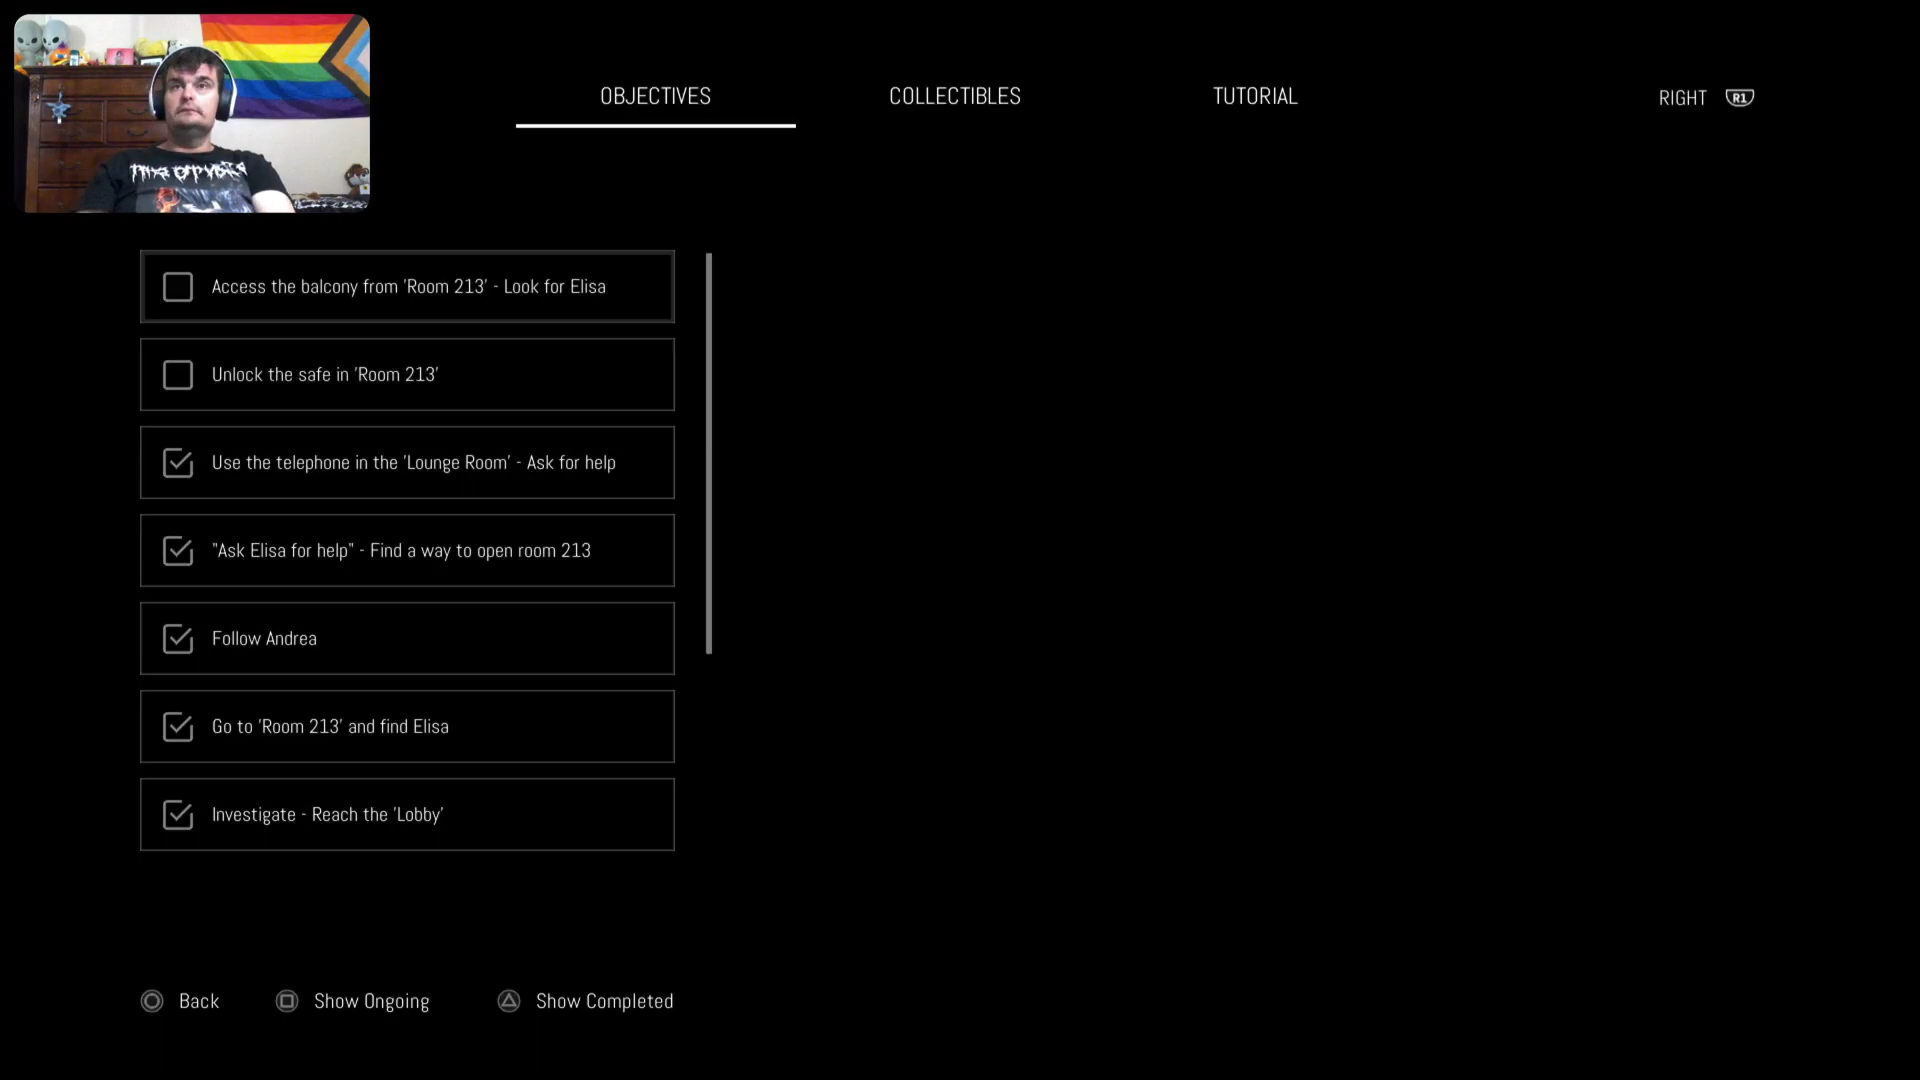 OBJECTIVES
COLLECTIBLES
TUTORIAL
RIGHT R1
Access the balcony from 'Room 213' - Look for Elisa
Unlock the safe in 'Room 213'
Use the telephone in the 'Lounge Room' - Ask for help
"Ask Elisa for help" - Find a way to open room 213
Follow Andrea
Go to 'Room 213' and find Elisa
Investigate - Reach the 'Lobby'
Back
Show Ongoing
Show Completed